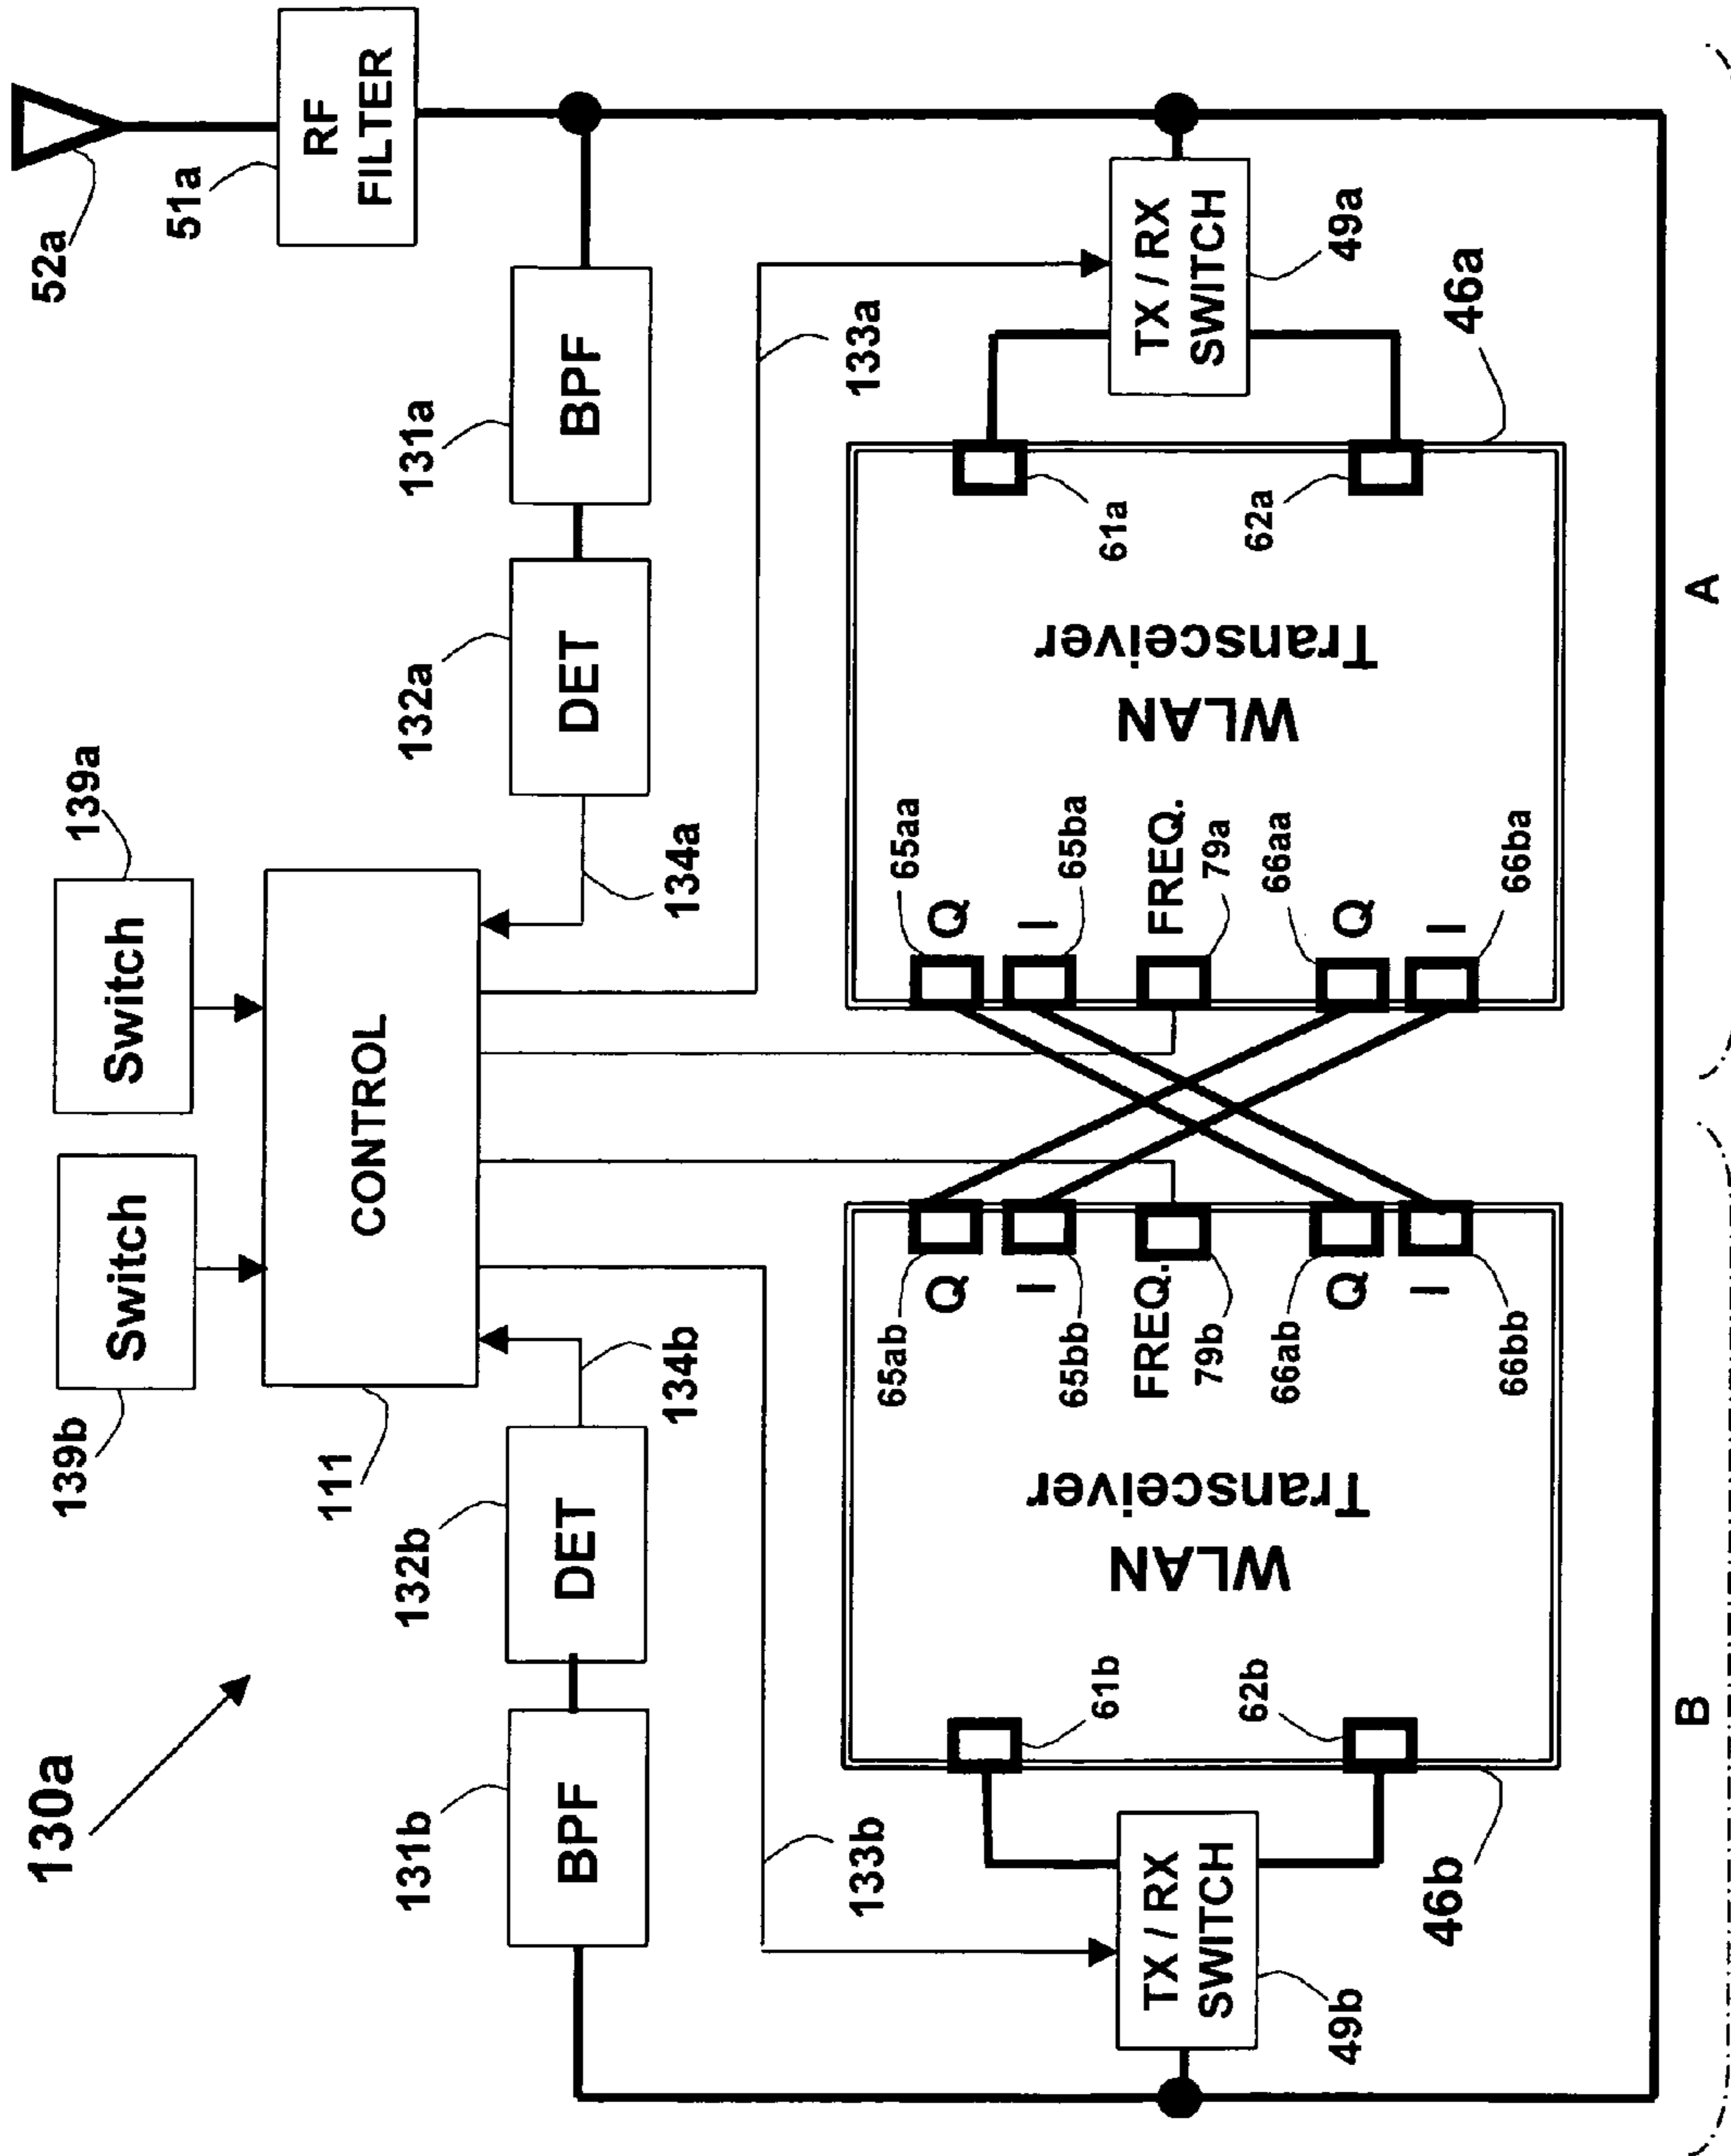 130a
139b
Switch
139a
Switch
52a
51a
RF
FILTER
111
CONTROL
131b
BPF
132b
DET
134b
134a
132a
DET
131a
BPF
133b
133a
TX / RX
SWITCH
49b
61b
62b
WLAN
Transceiver
46b
65ab
Q
65bb
I
FREQ.
79b
66ab
Q
66bb
I
65aa
Q
65ba
I
FREQ.
79a
66aa
Q
66ba
I
WLAN
Transceiver
61a
62a
46a
TX / RX
SWITCH
49a
B
A